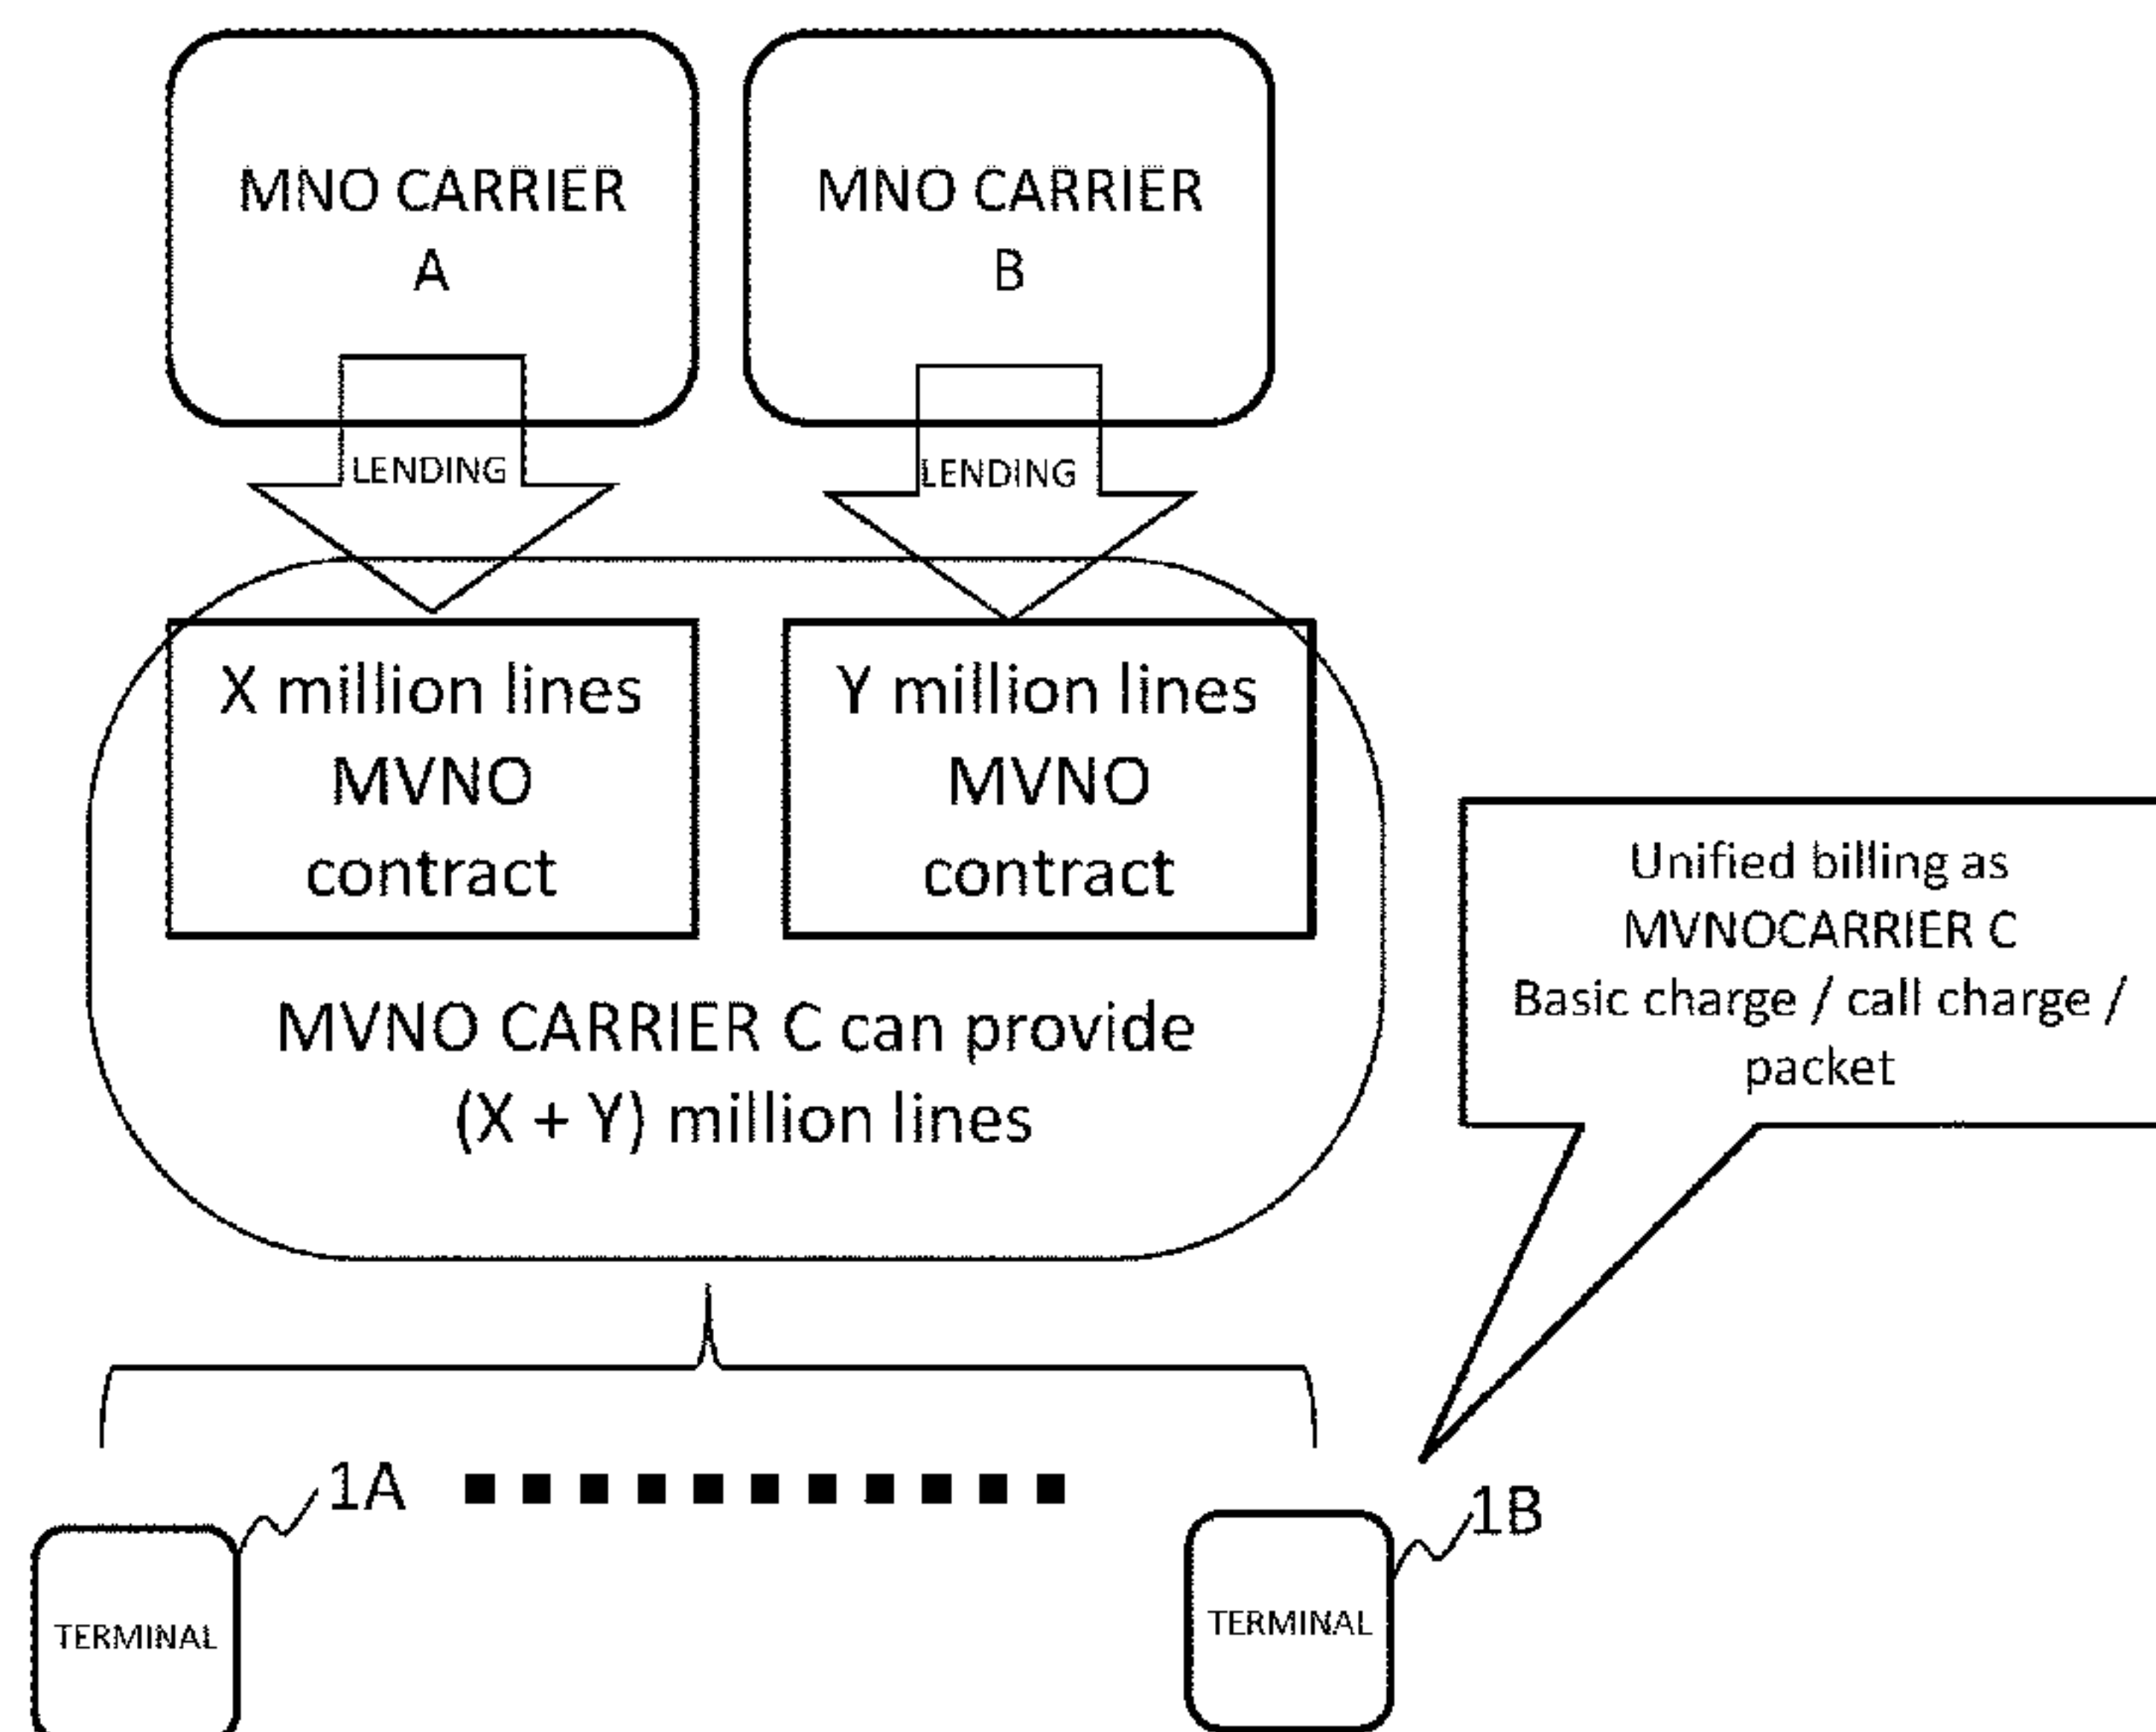 MNO CARRIER
A
MNO CARRIER
B
LENDING
LENDING
X million lines
MVNO
contract
Y million lines
MVNO
contract
MVNO CARRIER C can provide
(X + Y) million lines
Unified billing as
MVNOCARRIER C
Basic charge / call charge /
packet
1A
1B
TERMINAL
TERMINAL